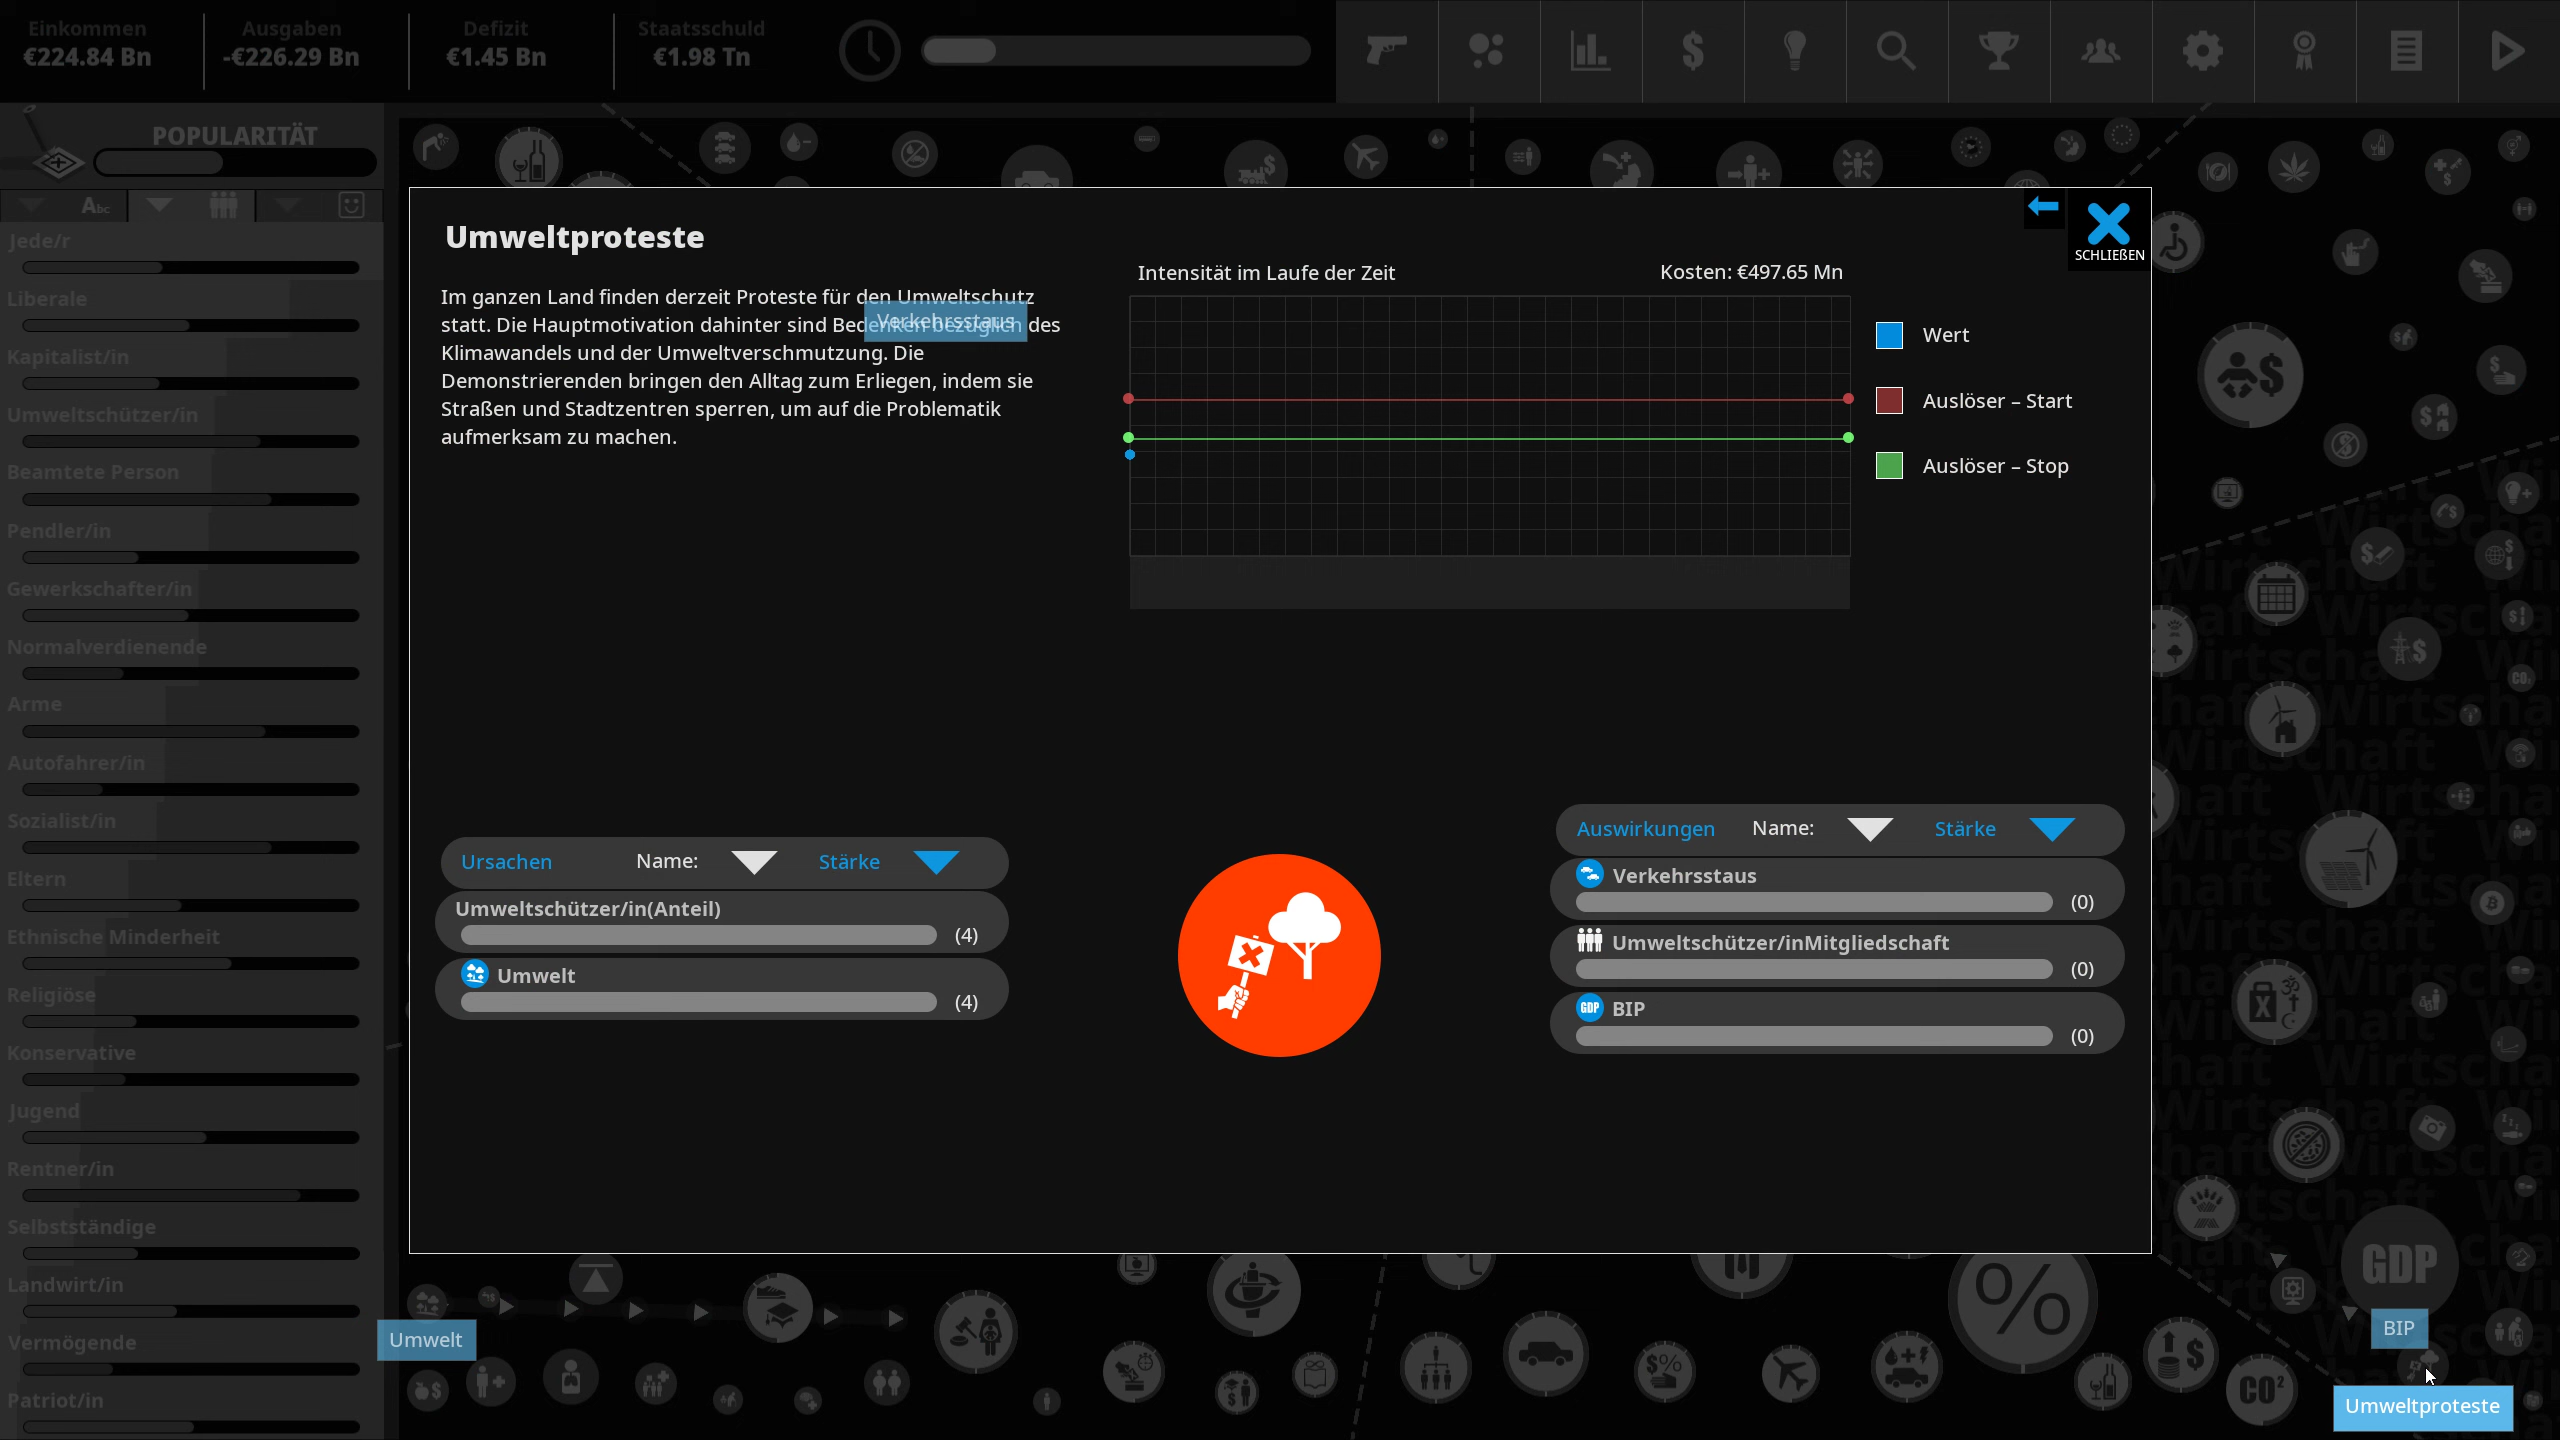 Einkommen
€224.84 Bn
Ausgaben
-€226.29 Bn
Defizit
€1.45 Bn
Staatsschuld
€1.98 Tn
POPULARITÄT
Abc
Jede/r
Liberale
Kapitalist/in
Umweltschützer/in
Beamtete Person
Pendler/in
Gewerkschafter/in
Normalverdienende
Arme
Autofahrer/in
Sozialist/in
Eltern
Ethnische Minderheit
Religiöse
Konservative
Jugend
Rentner/in
Selbstständige
Landwirt/in
Vermögende
Patriot/in
Umweltproteste
SCHLIEßEN
Im ganzen Land finden derzeit Proteste für den Umweltschutz
statt. Die Hauptmotivation dahinter sind Bedenken bezüglich des
Klimawandels und der Umweltverschmutzung. Die
Demonstrierenden bringen den Alltag zum Erliegen, indem sie
Straßen und Stadtzentren sperren, um auf die Problematik
aufmerksam zu machen.
Verkehrsstaus
Intensität im Laufe der Zeit
Kosten: €497.65 Mn
Wert
Auslöser – Start
Auslöser – Stop
Ursachen Name: Stärke
Umweltschützer/in(Anteil)
(4)
Umwelt
(4)
Auswirkungen Name: Stärke
Verkehrsstaus
(0)
Umweltschützer/inMitgliedschaft
(0)
GDP BIP
(0)
Wirtschaft
GDP
BIP
Umwelt
%
CO²
Umweltproteste